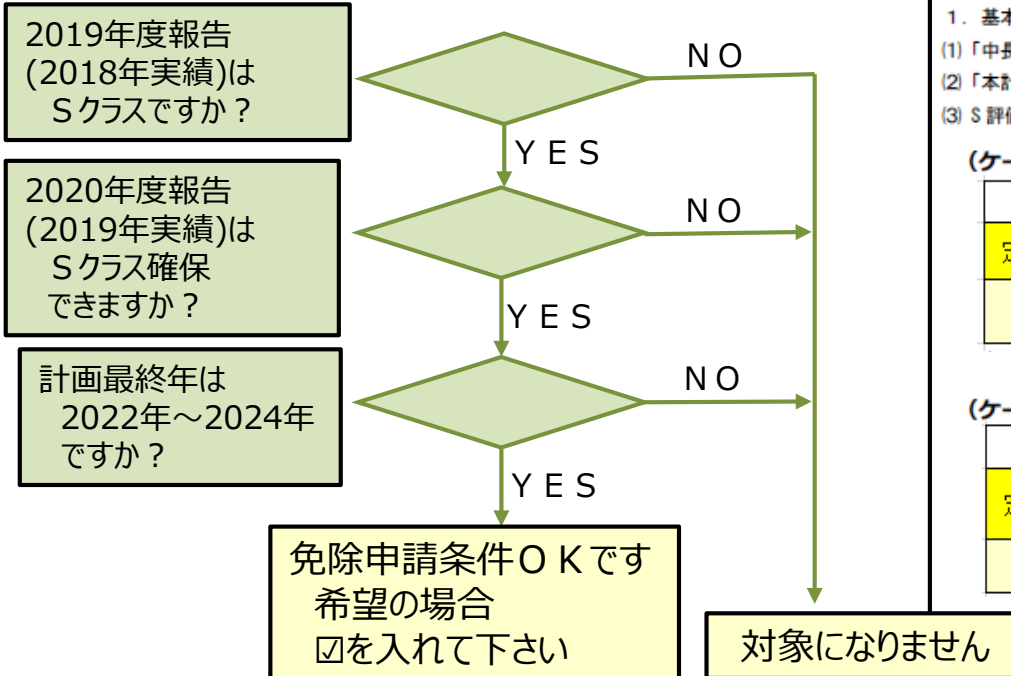 2019年度報告
(2018年実績)は
Sクラスですか？
NO
YES
2020年度報告
(2019年実績)は
Sクラス確保
できますか？
NO
YES
計画最終年は
2022年～2024年
ですか？
NO
YES
免除申請条件OKです
希望の場合
☑を入れて下さい
対象になりません
1. 基本
(1)「中長
(2)「本計
(3) S 評価
(ケー
定
(ケー
定